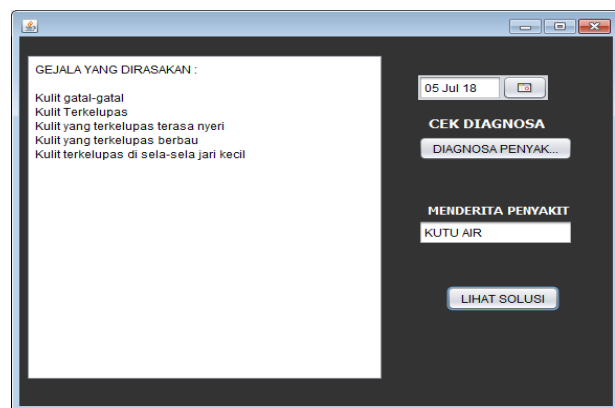 GEJALA YANG DIRASAKAN :
Kulit gatal-gatal
Kulit Terkelupas
Kulit yang terkelupas terasa nyeri
Kulit yang terkelupas berbau
Kulit terkelupas di sela-sela jari kecil
05 Jul 18
CEK DIAGNOSA
DIAGNOSA PENYAK...
MENDERITA PENYAKIT
KUTU AIR
LIHAT SOLUSI